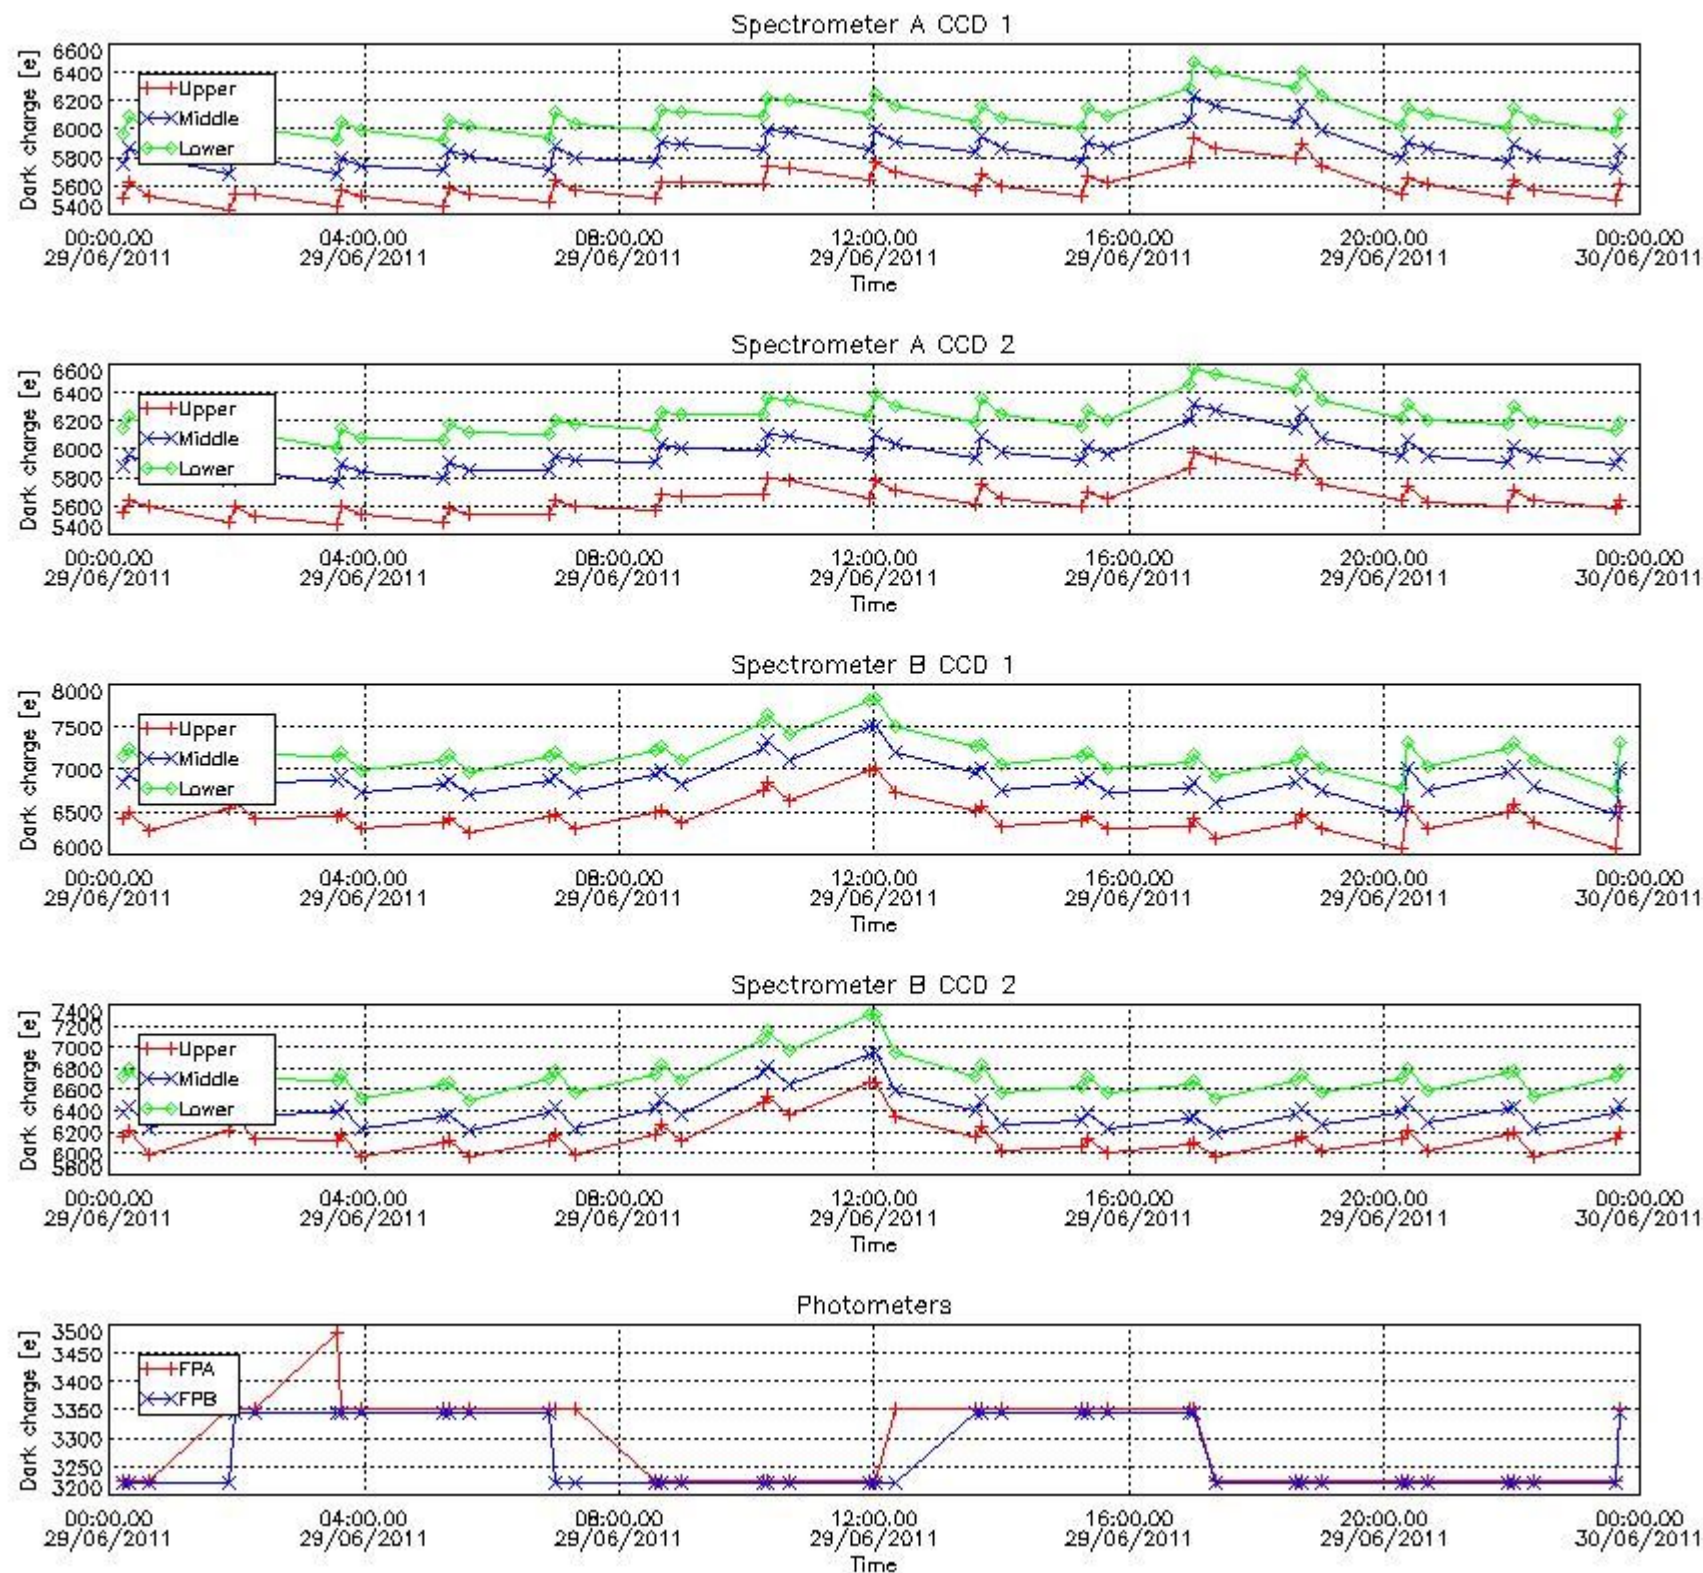 Spectrometer A CCD 1
Dark charge [e]
6600
6400
6200
6000
5800
5600
5400
Upper
Middle
Lower
00:00.00 04:00.00 08:00.00 12:00.00 16:00.00 20:00.00 00:00.00
29/06/2011 29/06/2011 29/06/2011 29/06/2011 29/06/2011 29/06/2011 30/06/2011
Time
Spectrometer A CCD 2
Dark charge [e]
6600
6400
6200
6000
5800
5600
5400
Upper
Middle
Lower
00:00.00 04:00.00 08:00.00 12:00.00 16:00.00 20:00.00 00:00.00
29/06/2011 29/06/2011 29/06/2011 29/06/2011 29/06/2011 29/06/2011 30/06/2011
Time
Spectrometer B CCD 1
Dark charge [e]
8000
7500
7000
6500
6000
Upper
Middle
Lower
00:00.00 04:00.00 08:00.00 12:00.00 16:00.00 20:00.00 00:00.00
29/06/2011 29/06/2011 29/06/2011 29/06/2011 29/06/2011 29/06/2011 30/06/2011
Time
Spectrometer B CCD 2
Dark charge [e]
7400
7200
7000
6800
6600
6400
6200
6000
5800
Upper
Middle
Lower
00:00.00 04:00.00 08:00.00 12:00.00 16:00.00 20:00.00 00:00.00
29/06/2011 29/06/2011 29/06/2011 29/06/2011 29/06/2011 29/06/2011 30/06/2011
Time
Photometers
Dark charge [e]
3500
3450
3400
3350
3300
3250
3200
FPA
FPB
00:00.00 04:00.00 08:00.00 12:00.00 16:00.00 20:00.00 00:00.00
29/06/2011 29/06/2011 29/06/2011 29/06/2011 29/06/2011 29/06/2011 30/06/2011
Time